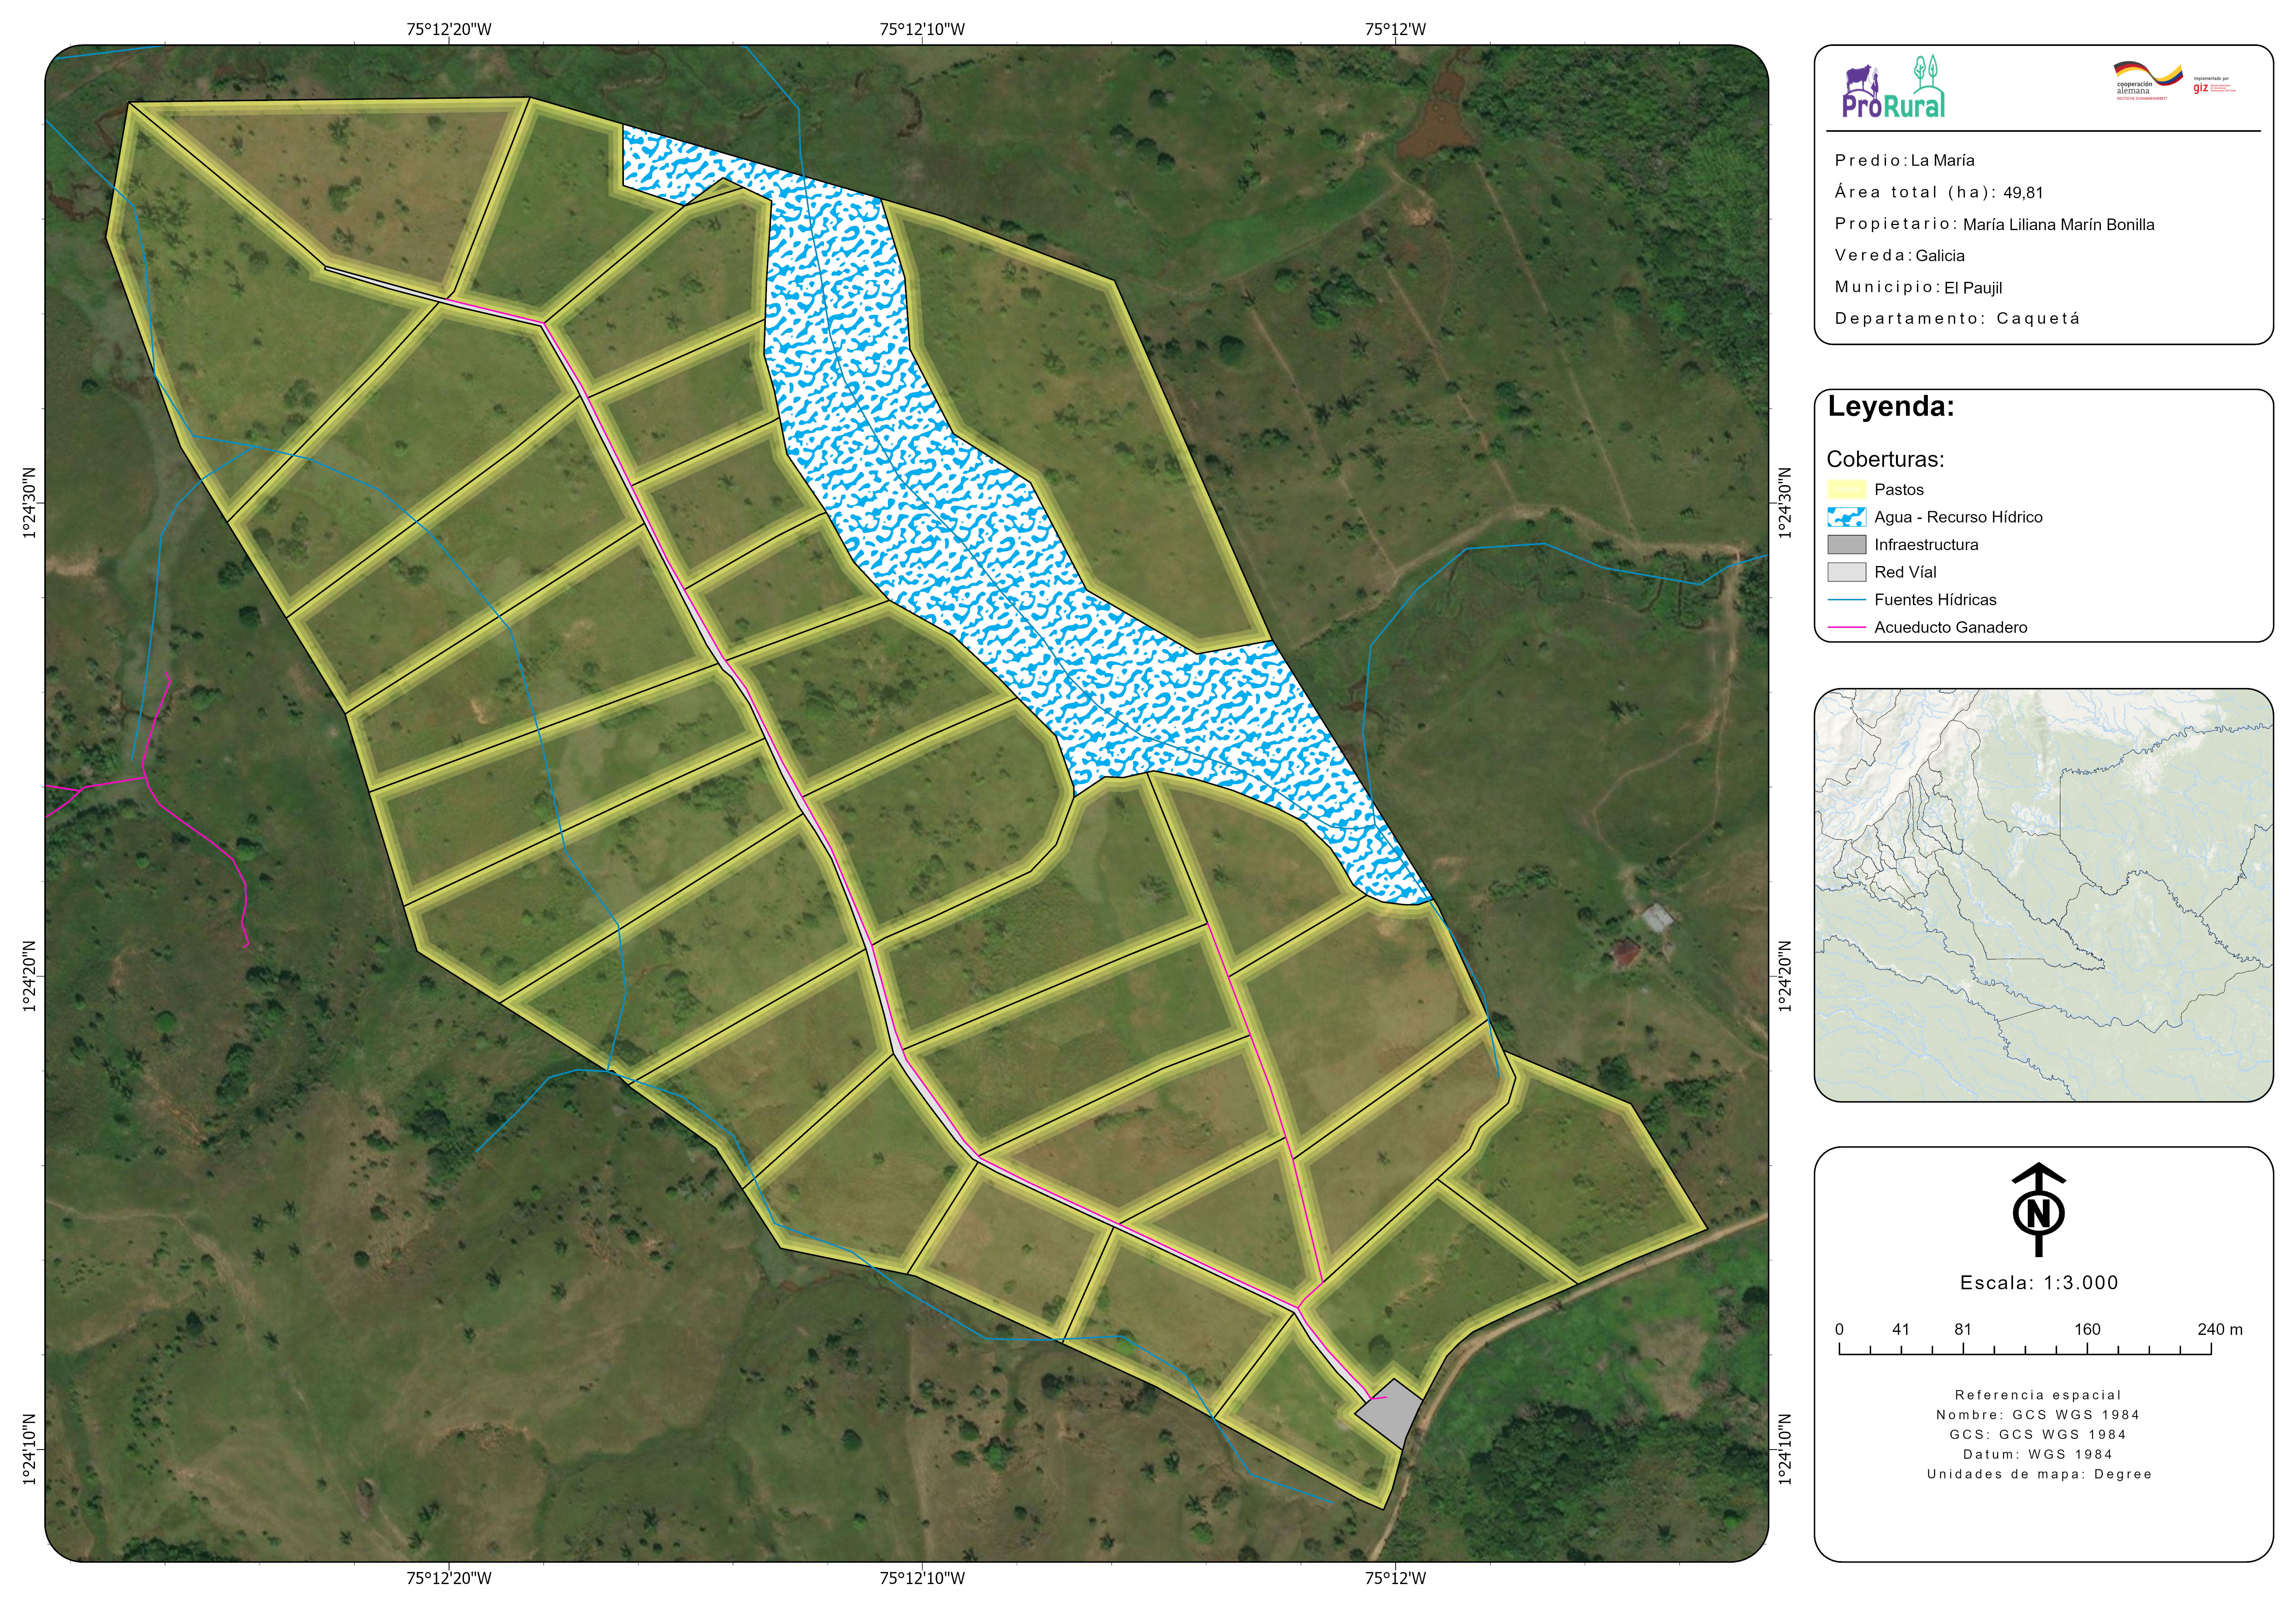 75°12'20"W
75°12'10"W
75°12'W
1°24'30"N
1°24'20"N
1°24'10"N
1°24'30"N
1°24'20"N
1°24'10"N
75°12'20"W
75°12'10"W
75°12'W
ProRural
cooperación
alemana
DEUTSCHE ZUSAMMENARBEIT
Implementada por
giz
Predio: La María
Área total (ha): 49,81
Propietario: María Liliana Marín Bonilla
Vereda: Galicia
Municipio: El Paujil
Departamento: Caquetá
Leyenda:
Coberturas:
Pastos
Agua - Recurso Hídrico
Infraestructura
Red Víal
Fuentes Hídricas
Acueducto Ganadero
N
Escala: 1:3.000
0 41 81 160 240 m
Referencia espacial
Nombre: GCS WGS 1984
GCS: GCS WGS 1984
Datum: WGS 1984
Unidades de mapa: Degree